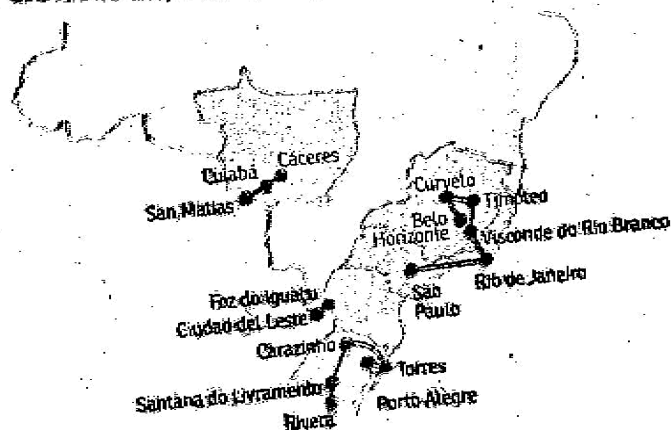 Cuiabá
Cáceres
San Matias
Curvelo
Timóteo
Belo
Horizonte
Visconde do Rio Branco
Rio de Janeiro
São
Paulo
Foz do Iguaçu
Ciudad del Leste
Carazinho
Torres
Santana do Livramento
Porto Alegre
Rivera